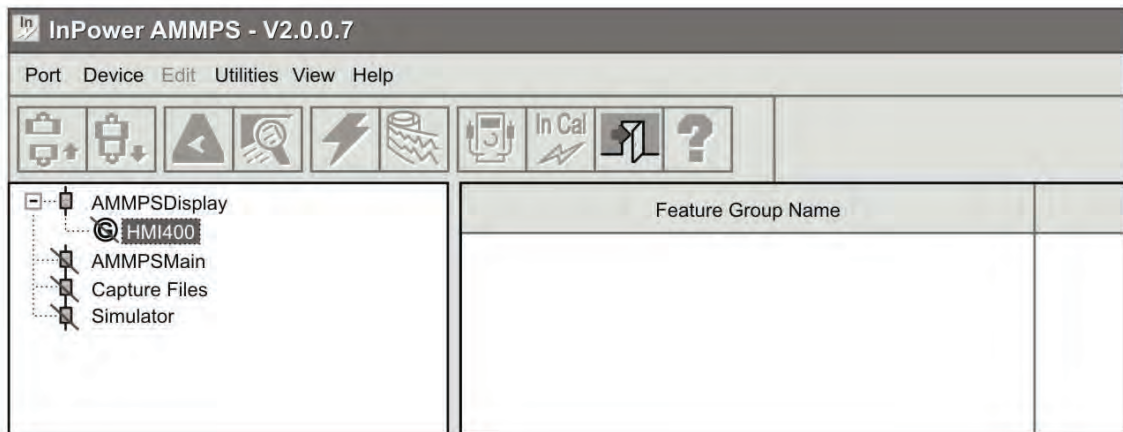 In InPower AMMPS - V2.0.0.7
Port Device Edit Utilities View Help
In Cal ?
AMMPSDisplay
G HMI400
AMMPSMain
Capture Files
Simulator
Feature Group Name